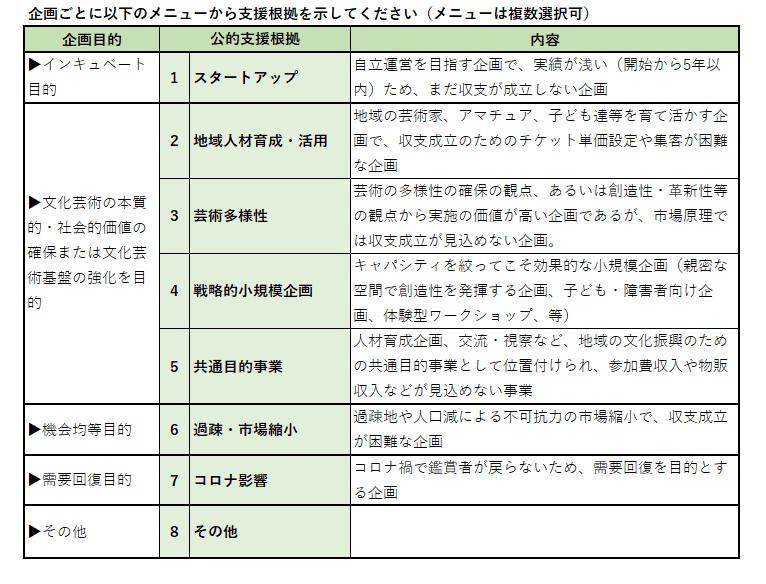 企画ごとに以下のメニューから支援根拠を示してください（メニューは複数選択可）
企画目的 公的支援根拠 内容
▶インキュベート
目的
1 スタートアップ
自立運営を目指す企画で、実績が浅い（開始から5年以
内）ため、まだ収支が成立しない企画
▶文化芸術の本質
的・社会的価値の
確保または文化芸
術基盤の強化を目
的
2 地域人材育成・活用
地域の芸術家、アマチュア、子ども達等を育て活かす企
画で、収支成立のためのチケット単価設定や集客が困難
な企画
3 芸術多様性
芸術の多様性の確保の観点、あるいは創造性・革新性等
の観点から実施の価値が高い企画であるが、市場原理で
は収支成立が見込めない企画。
4 戦略的小規模企画
キャパシティを絞ってこそ効果的な小規模企画（親密な
空間で創造性を発揮する企画、子ども・障害者向け企
画、体験型ワークショップ、等）
5 共通目的事業
人材育成企画、交流・視察など、地域の文化振興のため
の共通目的事業として位置付けられ、参加費収入や物販
収入などが見込めない事業
▶機会均等目的
6 過疎・市場縮小
過疎地や人口減による不可抗力の市場縮小で、収支成立
が困難な企画
▶需要回復目的
7 コロナ影響
コロナ禍で鑑賞者が戻らないため、需要回復を目的とす
る企画
▶その他
8 その他